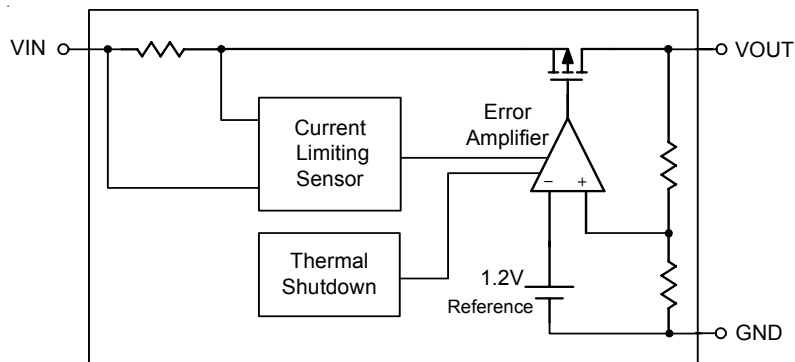 VIN
VOUT
Error
Amplifier
Current
Limiting
Sensor
− +
Thermal
Shutdown
1.2V
Reference
GND